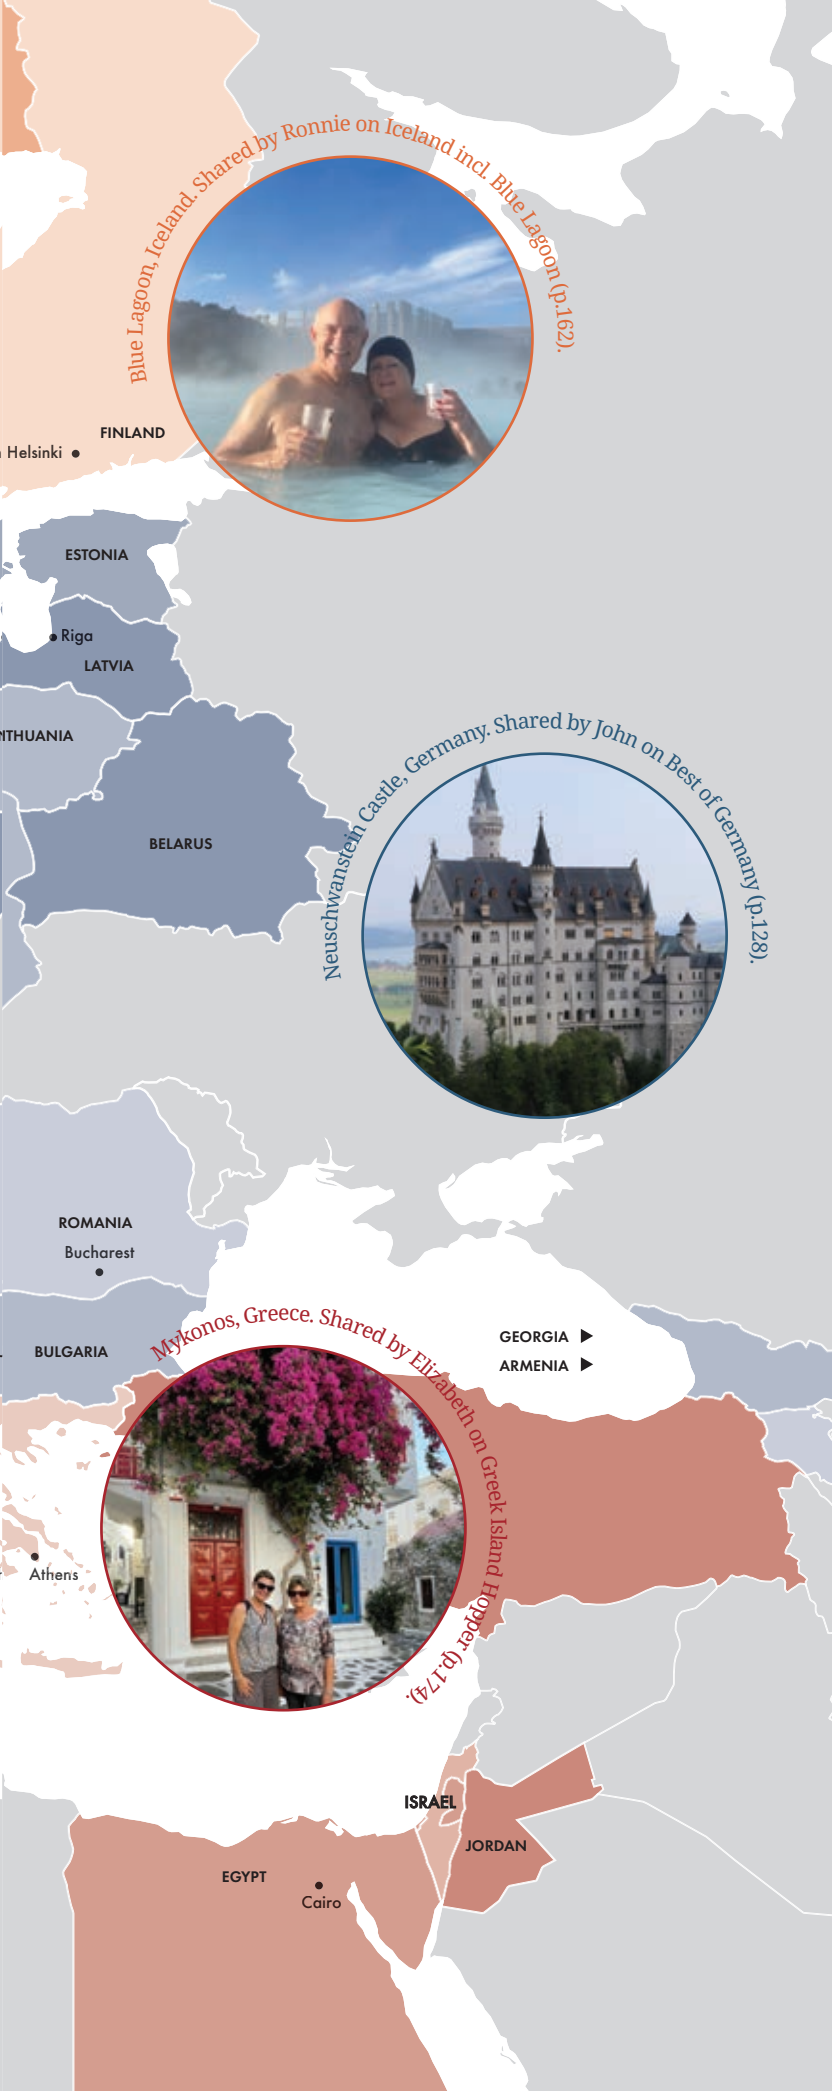 Blue Lagoon, Iceland. Shared by Ronnie on Iceland incl. Blue Lagoon (p.162).
FINLAND
Helsinki
ESTONIA
Riga
LATVIA
THUANIA
BELARUS
Neuschwanstein Castle, Germany. Shared by John on Best of Germany (p.128).
ROMANIA
Bucharest
BULGARIA
GEORGIA
ARMENIA
Mykonos, Greece. Shared by Elizabeth on Greek Island Hopper (p.174).
Athens
ISRAEL
JORDAN
EGYPT
Cairo